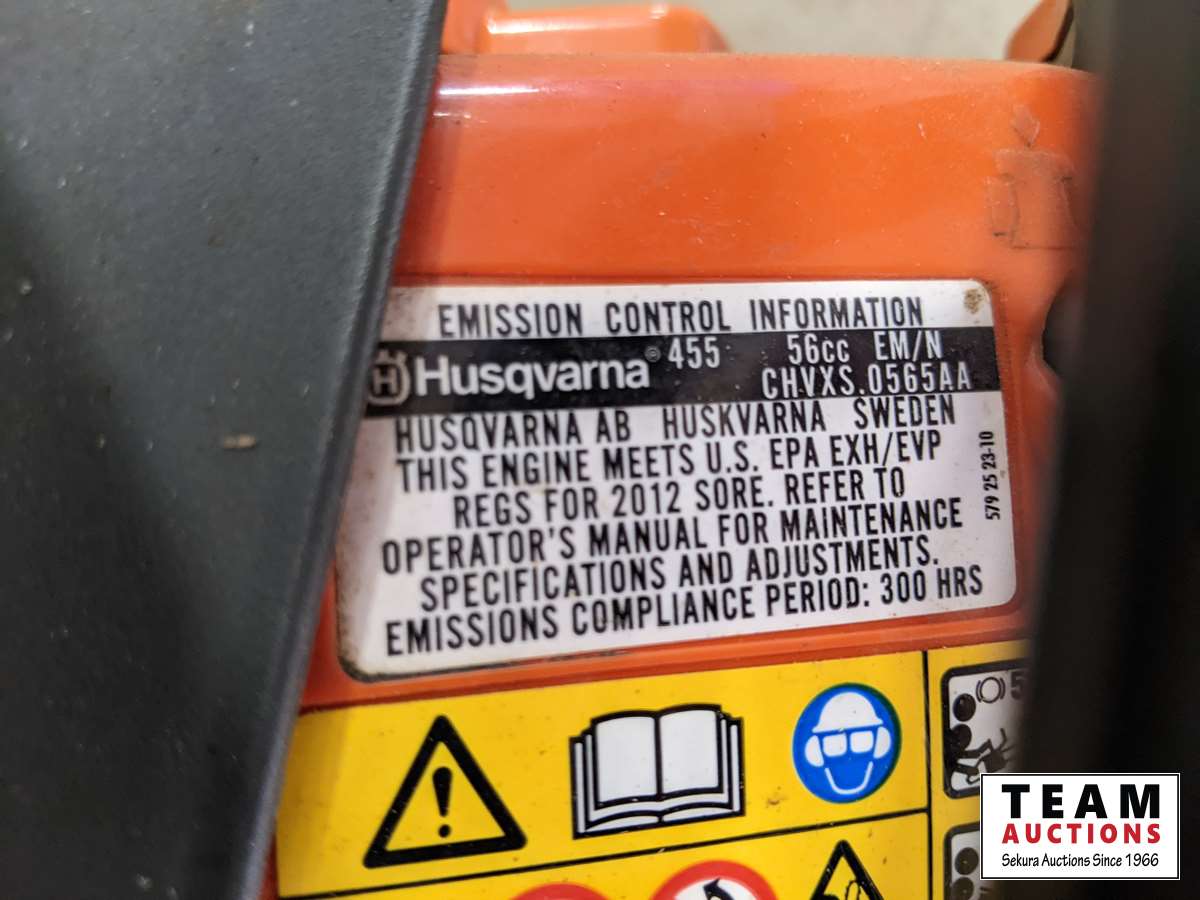 EMISSION CONTROL INFORMATION
Husqvarna® 455 56cc EM/N
CHVXS.0565AA
HUSQVARNA AB HUSKVARNA SWEDEN
THIS ENGINE MEETS U.S. EPA EXH/EVP
REGS FOR 2012 SORE. REFER TO
OPERATOR'S MANUAL FOR MAINTENANCE
SPECIFICATIONS AND ADJUSTMENTS.
EMISSIONS COMPLIANCE PERIOD: 300 HRS
579 25 23-10
TEAM
AUCTIONS
Sekura Auctions Since 1966